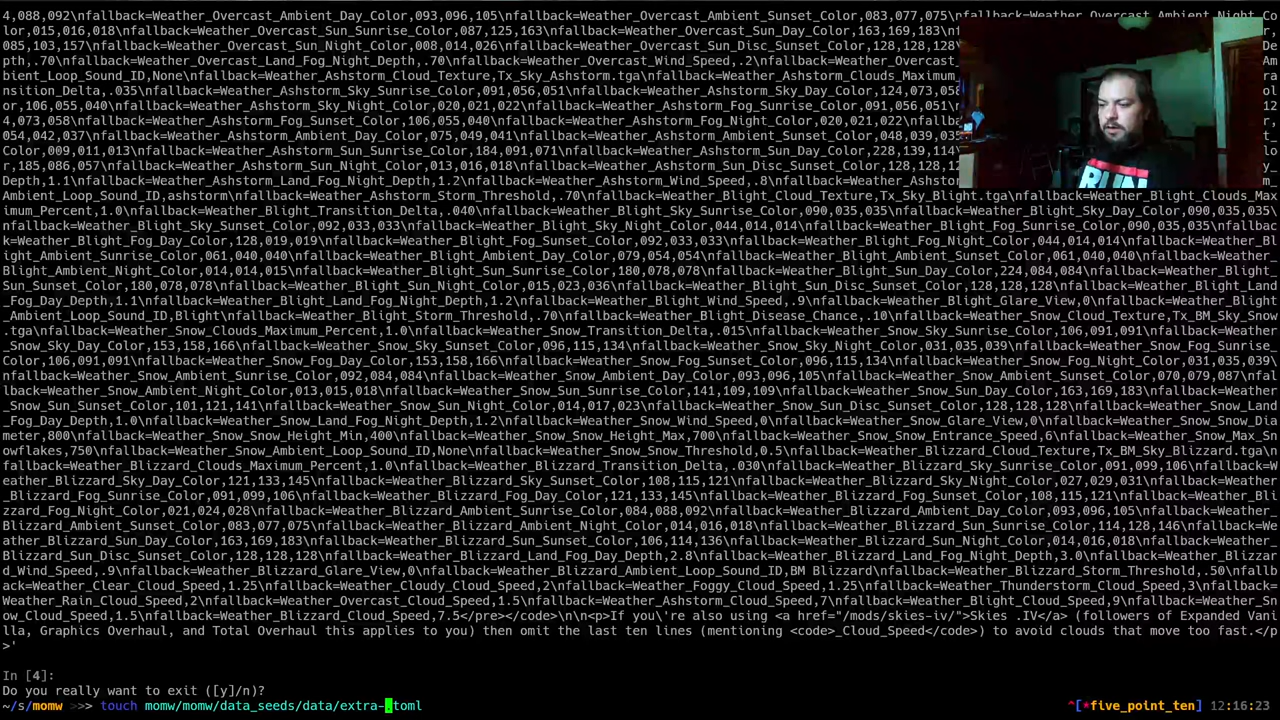 4,088,092\nfallback=Weather_Overcast_Ambient_Day_Color,093,096,105\nfallback=Weather_Overcast_Ambient_Sunset_Color,083,077,075\nfallback=Weather_Overcast_Ambient_Night_Co
lor,015,016,018\nfallback=Weather_Overcast_Sun_Sunrise_Color,087,125,163\nfallback=Weather_Overcast_Sun_Day_Color,163,169,183\nf r,
085,103,157\nfallback=Weather_Overcast_Sun_Night_Color,008,014,026\nfallback=Weather_Overcast_Sun_Disc_Sunset_Color,128,128,128\ De
pth,.70\nfallback=Weather_Overcast_Land_Fog_Night_Depth,.70\nfallback=Weather_Overcast_Wind_Speed,.2\nfallback= Am
bient_Loop_Sound_ID,None\nfallback=Weather_Ashstorm_Cloud_Texture,Tx_Sky_Ashstorm.tga\nfallback=Weather_Ashstorm_Clouds_Maximum_ ra
nsition_Delta,.035\nfallback=Weather_Ashstorm_Sky_Sunrise_Color,091,056,051\nfallback=Weather_Ashstorm_Sky_Day_Color,124,073,058 ol
or,106,055,040\nfallback=Weather_Ashstorm_Sky_Night_Color,020,021,022\nfallback=Weather_Ashstorm_Fog_Sunrise_Color,091,056,051\n 12
4,073,058\nfallback=Weather_Ashstorm_Fog_Sunset_Color,106,055,040\nfallback=Weather_Ashstorm_Fog_Night_Color,020,021,022\nfallba r,
054,042,037\nfallback=Weather_Ashstorm_Ambient_Day_Color,075,049,041\nfallback=Weather_Ashstorm_Ambient_Sunset_Color,048,039,035
Color,009,011,013\nfallback=Weather_Ashstorm_Sun_Sunrise_Color,184,091,071\nfallback=Weather_Ashstorm_Sun_Day_Color,228,139,114\ lo
r,185,086,057\nfallback=Weather_Ashstorm_Sun_Night_Color,013,016,018\nfallback=Weather_Ashstorm_Sun_Disc_Sunset_Color,128,128,12 y_
Depth,1.1\nfallback=Weather_Ashstorm_Land_Fog_Night_Depth,1.2\nfallback=Weather_Ashstorm_Wind_Speed,.8\nfallback=Weather_Ashstorm_
Ambient_Loop_Sound_ID,ashstorm\nfallback=Weather_Ashstorm_Storm_Threshold,.70\nfallback=Weather_Blight_Cloud_Texture,Tx_Sky_Blight.tga\nfallback=Weather_Blight_Clouds_Max
imum_Percent,1.0\nfallback=Weather_Blight_Transition_Delta,.040\nfallback=Weather_Blight_Sky_Sunrise_Color,090,035,035\nfallback=Weather_Blight_Sky_Day_Color,090,035,035\
nfallback=Weather_Blight_Sky_Sunset_Color,092,033,033\nfallback=Weather_Blight_Sky_Night_Color,044,014,014\nfallback=Weather_Blight_Fog_Sunrise_Color,090,035,035\nfallbac
k=Weather_Blight_Fog_Day_Color,128,019,019\nfallback=Weather_Blight_Fog_Sunset_Color,092,033,033\nfallback=Weather_Blight_Fog_Night_Color,044,014,014\nfallback=Weather_Bl
ight_Ambient_Sunrise_Color,061,040,040\nfallback=Weather_Blight_Ambient_Day_Color,079,054,054\nfallback=Weather_Blight_Ambient_Sunset_Color,061,040,040\nfallback=Weather_
Blight_Ambient_Night_Color,014,014,015\nfallback=Weather_Blight_Sun_Sunrise_Color,180,078,078\nfallback=Weather_Blight_Sun_Day_Color,224,084,084\nfallback=Weather_Blight_
Sun_Sunset_Color,180,078,078\nfallback=Weather_Blight_Sun_Night_Color,015,023,036\nfallback=Weather_Blight_Sun_Disc_Sunset_Color,128,128,128\nfallback=Weather_Blight_Land
_Fog_Day_Depth,1.1\nfallback=Weather_Blight_Land_Fog_Night_Depth,1.2\nfallback=Weather_Blight_Wind_Speed,.9\nfallback=Weather_Blight_Glare_View,0\nfallback=Weather_Blight
_Ambient_Loop_Sound_ID,Blight\nfallback=Weather_Blight_Storm_Threshold,.70\nfallback=Weather_Blight_Disease_Chance,.10\nfallback=Weather_Snow_Cloud_Texture,Tx_BM_Sky_Snow
.tga\nfallback=Weather_Snow_Clouds_Maximum_Percent,1.0\nfallback=Weather_Snow_Transition_Delta,.015\nfallback=Weather_Snow_Sky_Sunrise_Color,106,091,091\nfallback=Weather
_Snow_Sky_Day_Color,153,158,166\nfallback=Weather_Snow_Sky_Sunset_Color,096,115,134\nfallback=Weather_Snow_Sky_Night_Color,031,035,039\nfallback=Weather_Snow_Fog_Sunrise_
Color,106,091,091\nfallback=Weather_Snow_Fog_Day_Color,153,158,166\nfallback=Weather_Snow_Fog_Sunset_Color,096,115,134\nfallback=Weather_Snow_Fog_Night_Color,031,035,039\
nfallback=Weather_Snow_Ambient_Sunrise_Color,092,084,084\nfallback=Weather_Snow_Ambient_Day_Color,093,096,105\nfallback=Weather_Snow_Ambient_Sunset_Color,070,079,087\nfal
lback=Weather_Snow_Ambient_Night_Color,013,015,018\nfallback=Weather_Snow_Sun_Sunrise_Color,141,109,109\nfallback=Weather_Snow_Sun_Day_Color,163,169,183\nfallback=Weather
_Snow_Sun_Sunset_Color,101,121,141\nfallback=Weather_Snow_Sun_Night_Color,014,017,023\nfallback=Weather_Snow_Sun_Disc_Sunset_Color,128,128,128\nfallback=Weather_Snow_Land
_Fog_Day_Depth,1.0\nfallback=Weather_Snow_Land_Fog_Night_Depth,1.2\nfallback=Weather_Snow_Wind_Speed,0\nfallback=Weather_Snow_Glare_View,0\nfallback=Weather_Snow_Snow_Dia
meter,800\nfallback=Weather_Snow_Snow_Height_Min,400\nfallback=Weather_Snow_Snow_Height_Max,700\nfallback=Weather_Snow_Snow_Entrance_Speed,6\nfallback=Weather_Snow_Max_Sn
owflakes,750\nfallback=Weather_Snow_Ambient_Loop_Sound_ID,None\nfallback=Weather_Snow_Snow_Threshold,0.5\nfallback=Weather_Blizzard_Cloud_Texture,Tx_BM_Sky_Blizzard.tga\n
fallback=Weather_Blizzard_Clouds_Maximum_Percent,1.0\nfallback=Weather_Blizzard_Transition_Delta,.030\nfallback=Weather_Blizzard_Sky_Sunrise_Color,091,099,106\nfallback=W
eather_Blizzard_Sky_Day_Color,121,133,145\nfallback=Weather_Blizzard_Sky_Sunset_Color,108,115,121\nfallback=Weather_Blizzard_Sky_Night_Color,027,029,031\nfallback=Weather
_Blizzard_Fog_Sunrise_Color,091,099,106\nfallback=Weather_Blizzard_Fog_Day_Color,121,133,145\nfallback=Weather_Blizzard_Fog_Sunset_Color,108,115,121\nfallback=Weather_Bli
zzard_Fog_Night_Color,021,024,028\nfallback=Weather_Blizzard_Ambient_Sunrise_Color,084,088,092\nfallback=Weather_Blizzard_Ambient_Day_Color,093,096,105\nfallback=Weather_
Blizzard_Ambient_Sunset_Color,083,077,075\nfallback=Weather_Blizzard_Ambient_Night_Color,014,016,018\nfallback=Weather_Blizzard_Sun_Sunrise_Color,114,128,146\nfallback=We
ather_Blizzard_Sun_Day_Color,163,169,183\nfallback=Weather_Blizzard_Sun_Sunset_Color,106,114,136\nfallback=Weather_Blizzard_Sun_Night_Color,014,016,018\nfallback=Weather_
Blizzard_Sun_Disc_Sunset_Color,128,128,128\nfallback=Weather_Blizzard_Land_Fog_Day_Depth,2.8\nfallback=Weather_Blizzard_Land_Fog_Night_Depth,3.0\nfallback=Weather_Blizzar
d_Wind_Speed,.9\nfallback=Weather_Blizzard_Glare_View,0\nfallback=Weather_Blizzard_Ambient_Loop_Sound_ID,BM Blizzard\nfallback=Weather_Blizzard_Storm_Threshold,.50\nfallb
ack=Weather_Clear_Cloud_Speed,1.25\nfallback=Weather_Cloudy_Cloud_Speed,2\nfallback=Weather_Foggy_Cloud_Speed,1.25\nfallback=Weather_Thunderstorm_Cloud_Speed,3\nfallback=
Weather_Rain_Cloud_Speed,2\nfallback=Weather_Overcast_Cloud_Speed,1.5\nfallback=Weather_Ashstorm_Cloud_Speed,7\nfallback=Weather_Blight_Cloud_Speed,9\nfallback=Weather_Sn
ow_Cloud_Speed,1.5\nfallback=Weather_Blizzard_Cloud_Speed,7.5</pre></code>\n\n<p>If you\'re also using <a href="/mods/skies-iv/">Skies .IV</a> (followers of Expanded Vani
lla, Graphics Overhaul, and Total Overhaul this applies to you) then omit the last ten lines (mentioning <code>_Cloud_Speed</code>) to avoid clouds that move too fast.</p
>'
In [4]:
Do you really want to exit ([y]/n)?
~/s/momw >>> touch momw/momw/data_seeds/data/extra-.toml ^[*five_point_ten] 12:16:23
RUN